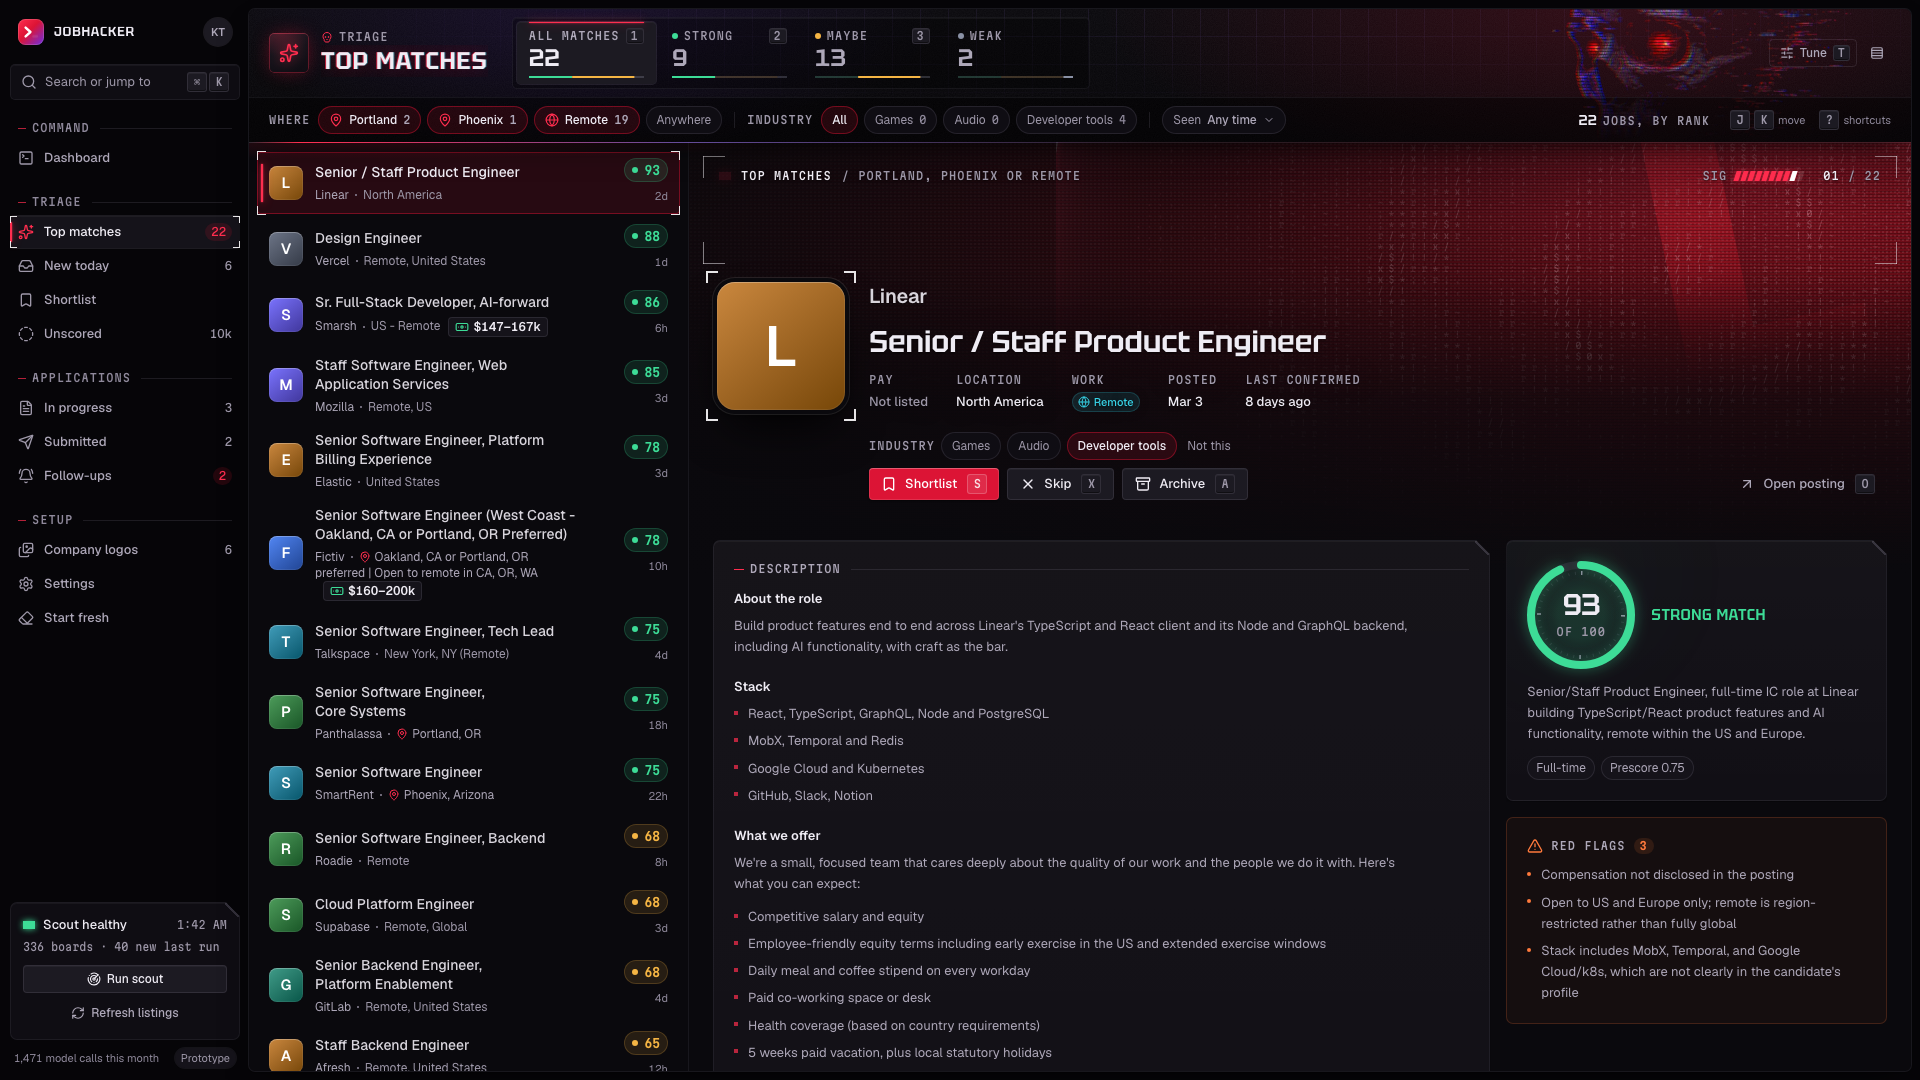 JOBHACKER
KT
Search or jump to
⌘ K
COMMAND
Dashboard
TRIAGE
Top matches 22
New today 6
Shortlist
Unscored 10k
APPLICATIONS
In progress 3
Submitted 2
Follow-ups 2
SETUP
Company logos 6
Settings
Start fresh
Scout healthy 1:42 AM
336 boards · 40 new last run
Run scout
Refresh listings
1,471 model calls this month Prototype
TRIAGE
TOP MATCHES
ALL MATCHES 1
22
STRONG 2
9
MAYBE 3
13
WEAK
2
Tune T
WHERE Portland 2 Phoenix 1 Remote 19 Anywhere INDUSTRY All Games 0 Audio 0 Developer tools 4 Seen Any time
22 JOBS, BY RANK J K move ? shortcuts
L
Senior / Staff Product Engineer
93
Linear · North America
2d
V
Design Engineer
88
Vercel · Remote, United States
1d
S
Sr. Full-Stack Developer, AI-forward
86
Smarsh · US - Remote $147–167k
6h
M
Staff Software Engineer, Web
Application Services
85
Mozilla · Remote, US
3d
E
Senior Software Engineer, Platform
Billing Experience
78
Elastic · United States
3d
F
Senior Software Engineer (West Coast -
Oakland, CA or Portland, OR Preferred)
78
Fictiv · Oakland, CA or Portland, OR
preferred | Open to remote in CA, OR, WA
$160–200k
10h
T
Senior Software Engineer, Tech Lead
75
Talkspace · New York, NY (Remote)
4d
P
Senior Software Engineer,
Core Systems
75
Panthalassa · Portland, OR
18h
S
Senior Software Engineer
75
SmartRent · Phoenix, Arizona
22h
R
Senior Software Engineer, Backend
68
Roadie · Remote
8h
S
Cloud Platform Engineer
68
Supabase · Remote, Global
3d
G
Senior Backend Engineer,
Platform Enablement
68
GitLab · Remote, United States
4d
A
Staff Backend Engineer
65
Afresh · Remote, United States
12h
TOP MATCHES / PORTLAND, PHOENIX OR REMOTE
SIG 01 / 22
L
Linear
Senior / Staff Product Engineer
PAY LOCATION WORK POSTED LAST CONFIRMED
Not listed North America Remote Mar 3 8 days ago
INDUSTRY Games Audio Developer tools Not this
Shortlist S Skip X Archive A
Open posting O
DESCRIPTION
About the role
Build product features end to end across Linear's TypeScript and React client and its Node and GraphQL backend,
including AI functionality, with craft as the bar.
Stack
React, TypeScript, GraphQL, Node and PostgreSQL
MobX, Temporal and Redis
Google Cloud and Kubernetes
GitHub, Slack, Notion
What we offer
We're a small, focused team that cares deeply about the quality of our work and the people we do it with. Here's
what you can expect:
Competitive salary and equity
Employee-friendly equity terms including early exercise in the US and extended exercise windows
Daily meal and coffee stipend on every workday
Paid co-working space or desk
Health coverage (based on country requirements)
5 weeks paid vacation, plus local statutory holidays
93
OF 100
STRONG MATCH
Senior/Staff Product Engineer, full-time IC role at Linear
building TypeScript/React product features and AI
functionality, remote within the US and Europe.
Full-time Prescore 0.75
RED FLAGS 3
Compensation not disclosed in the posting
Open to US and Europe only; remote is region-
restricted rather than fully global
Stack includes MobX, Temporal, and Google
Cloud/k8s, which are not clearly in the candidate's
profile